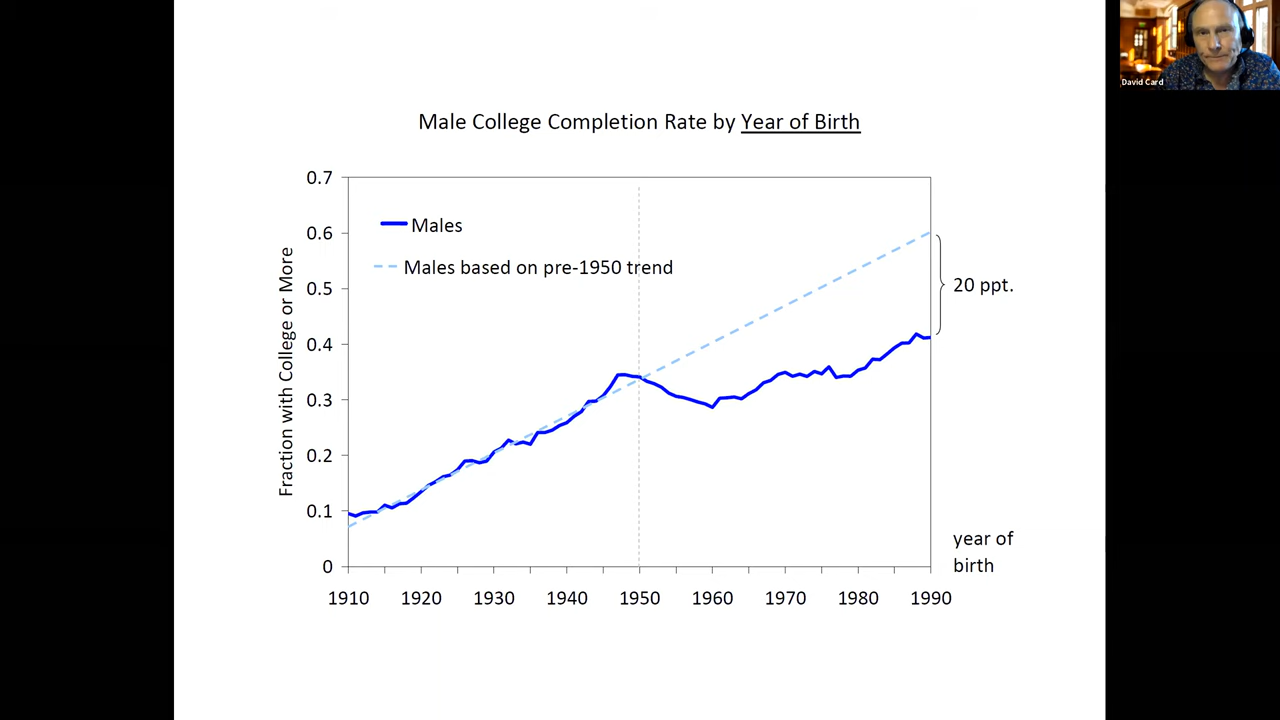 David Card
Male College Completion Rate by Year of Birth
0.7
0.6
0.5
0.4
0.3
0.2
0.1
0
Fraction with College or More
Males
Males based on pre-1950 trend
20 ppt.
year of
birth
1910 1920 1930 1940 1950 1960 1970 1980 1990